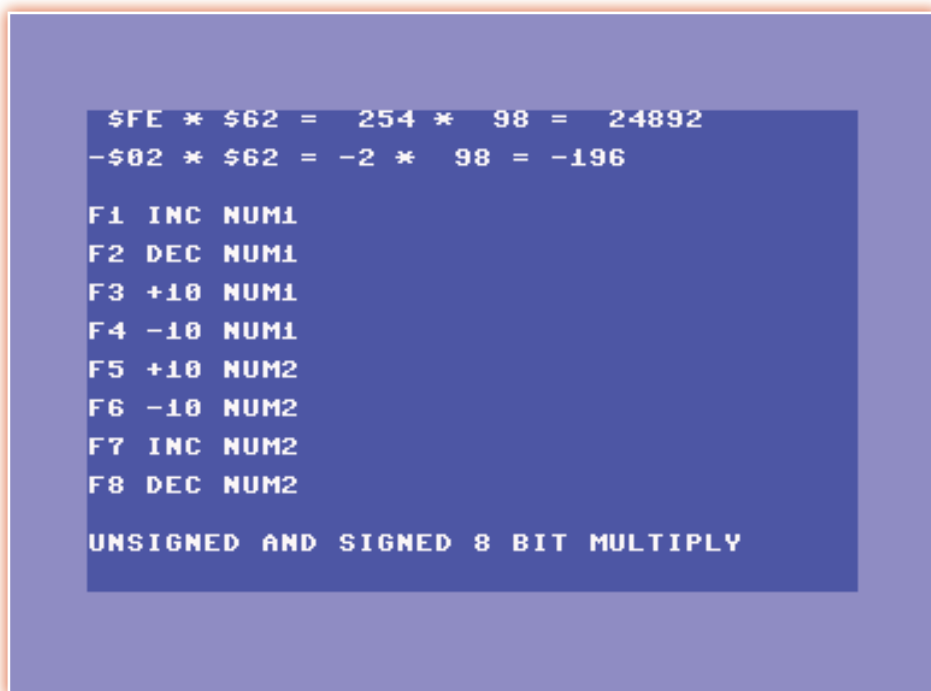 $FE * $62 =  254 *  98 =  24892
-$02 * $62 = -2 *  98 = -196
F1 INC NUM1
F2 DEC NUM1
F3 +10 NUM1
F4 -10 NUM1
F5 +10 NUM2
F6 -10 NUM2
F7 INC NUM2
F8 DEC NUM2
UNSIGNED AND SIGNED 8 BIT MULTIPLY